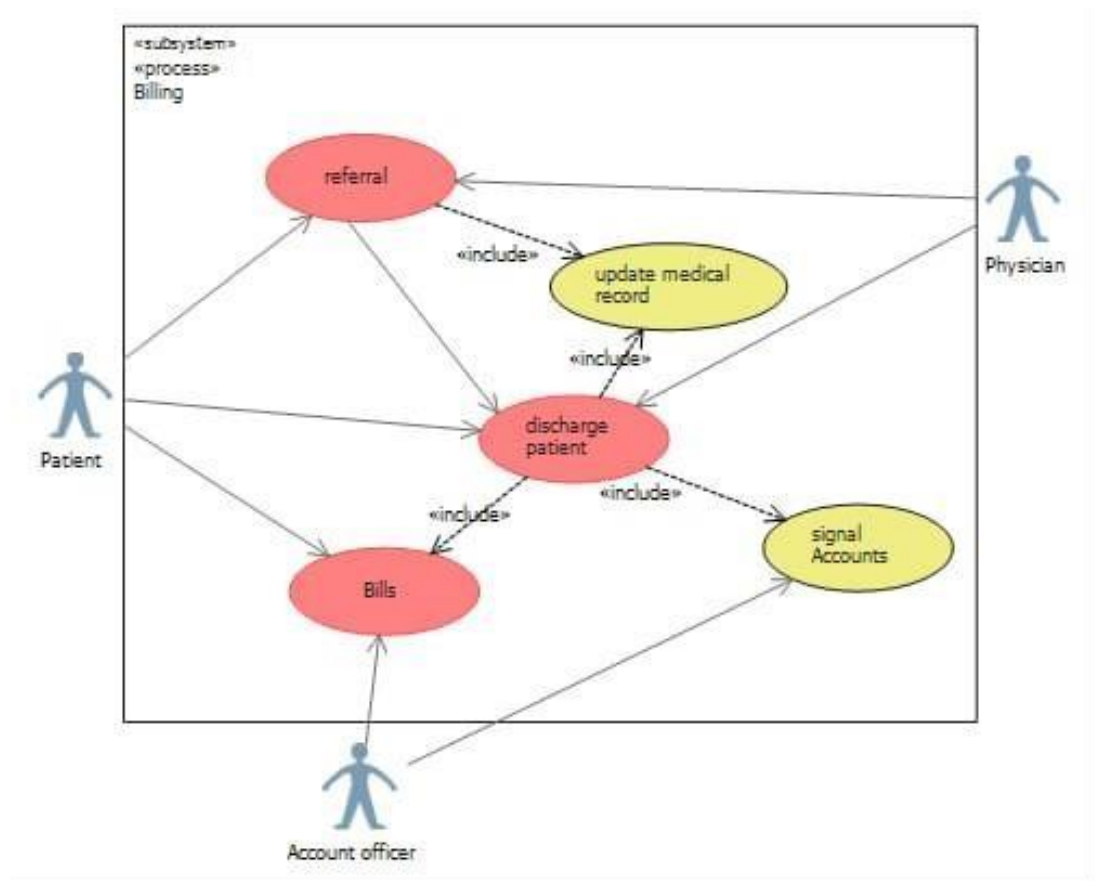 «subsystem»
«process»
Billing
referral
«include»
update medical
record
Physician
«include»
discharge
patient
Patient
«include»
«include»
signal
Accounts
Bills
Account officer